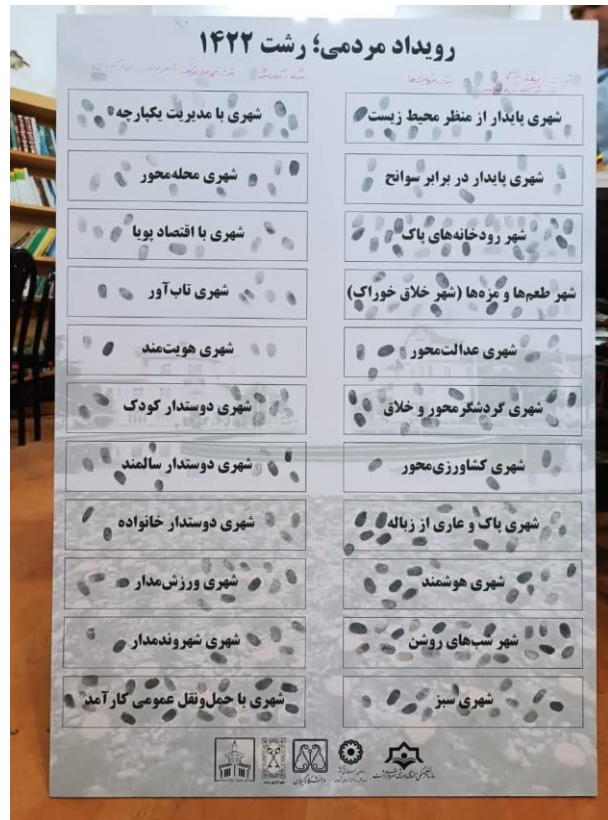 رویداد مردمی؛ رشت ۱۴۲۲
شهری پایدار از منظر محیط زیست
شهری با مدیریت یکپارچه
شهری پایدار در برابر سوانح
شهری محله‌محور
شهر رودخانه‌های پاک
شهری با اقتصاد پویا
شهر طعم‌ها و مزه‌ها (شهر خلاق خوراک)
شهری تاب‌آور
شهری عدالت‌محور
شهری هویت‌مند
شهری گردشگرمحور و خلاق
شهری دوستدار کودک
شهری کشاورزی‌محور
شهری دوستدار سالمند
شهری پاک و عاری از زباله
شهری دوستدار خانواده
شهری هوشمند
شهری ورزش‌مدار
شهر شب‌های روشن
شهری شهروندمدار
شهری سبز
شهری با حمل‌ونقل عمومی کارآمد